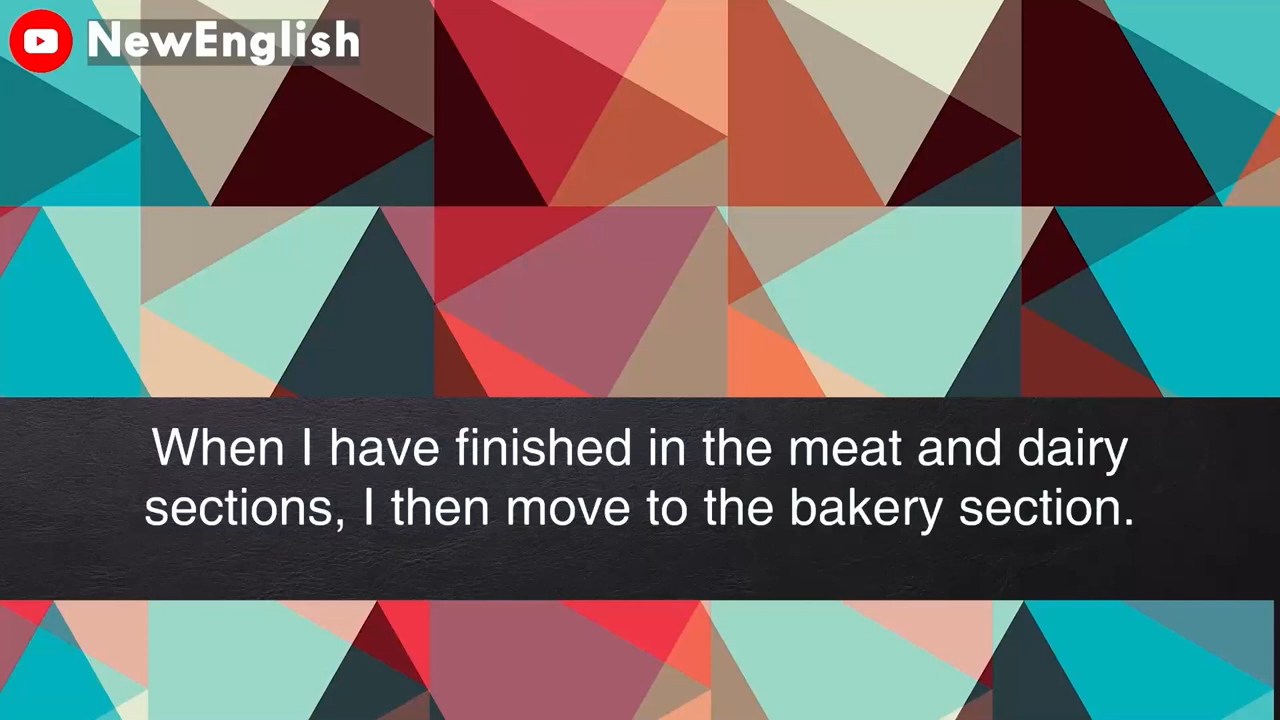 NewEnglish
When I have finished in the meat and dairy
sections, I then move to the bakery section.